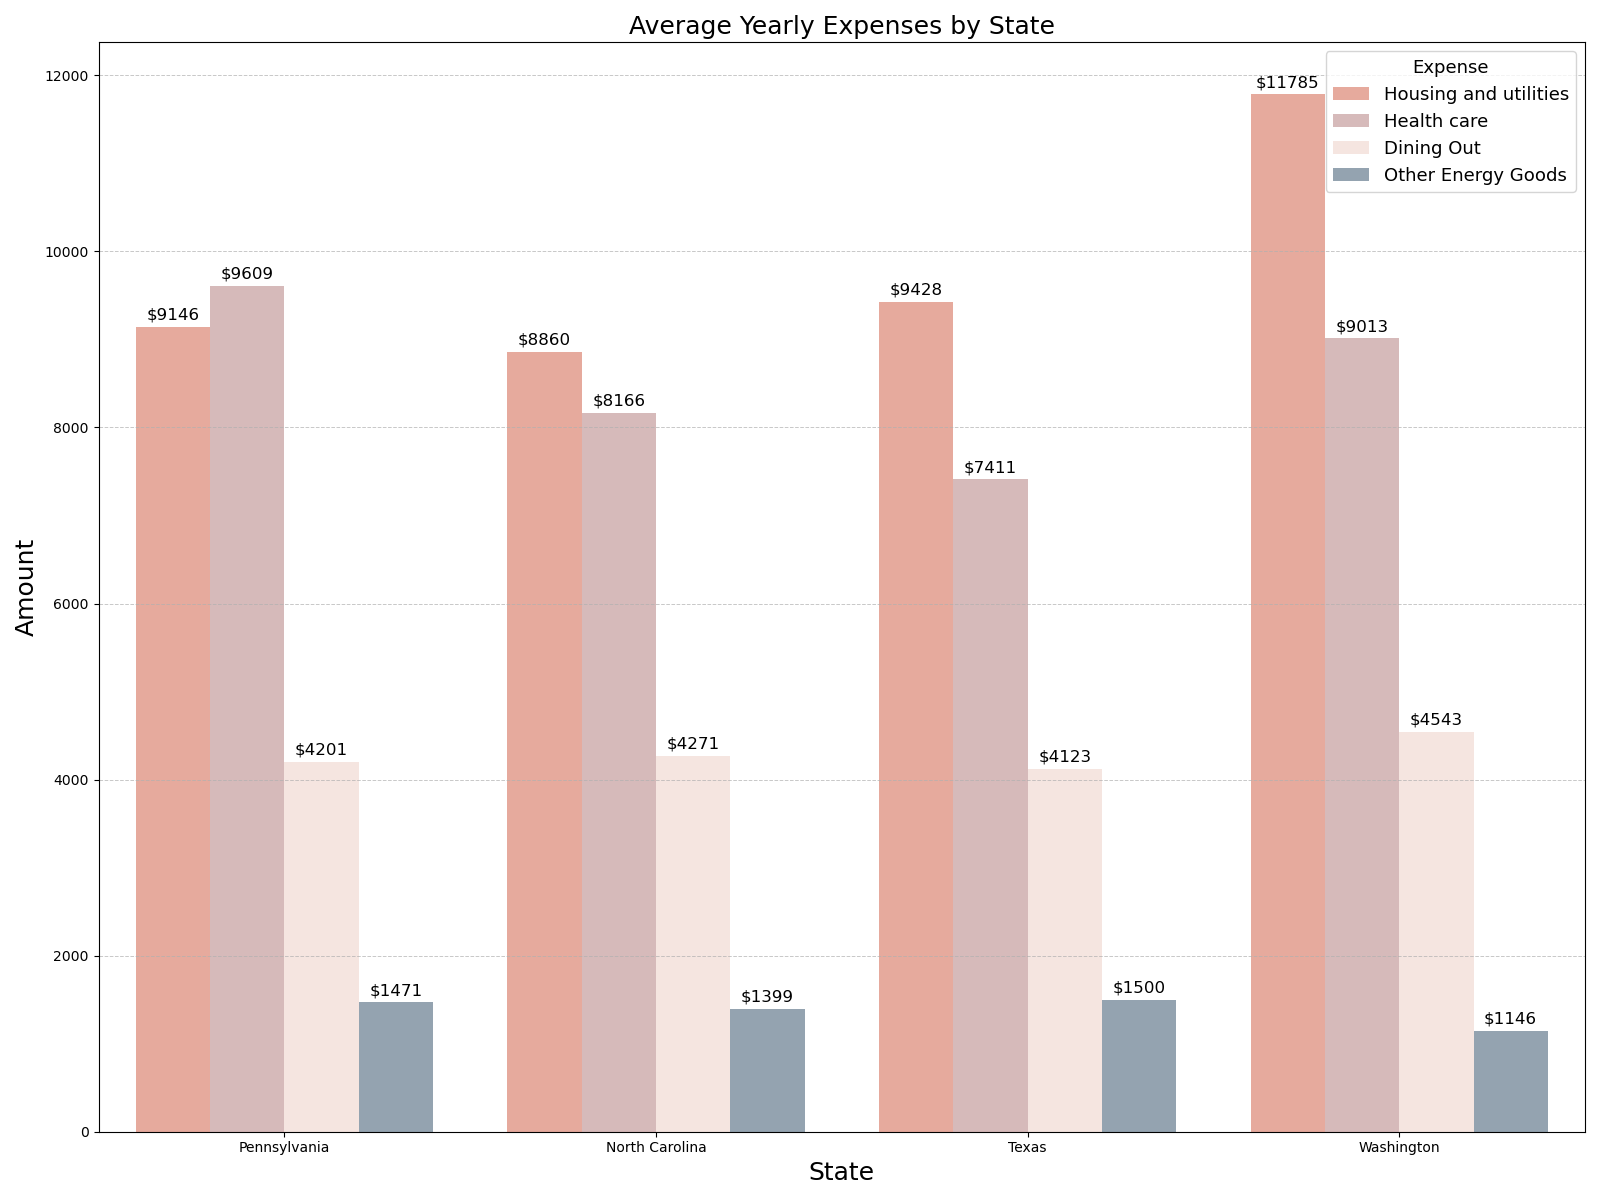 Average Yearly Expenses by State
Expense
Housing and utilities
Health care
Dining Out
Other Energy Goods
Amount
12000
10000
8000
6000
4000
2000
0
$9146
$9609
$4201
$1471
$8860
$8166
$4271
$1399
$9428
$7411
$4123
$1500
$11785
$9013
$4543
$1146
Pennsylvania
North Carolina
Texas
Washington
State